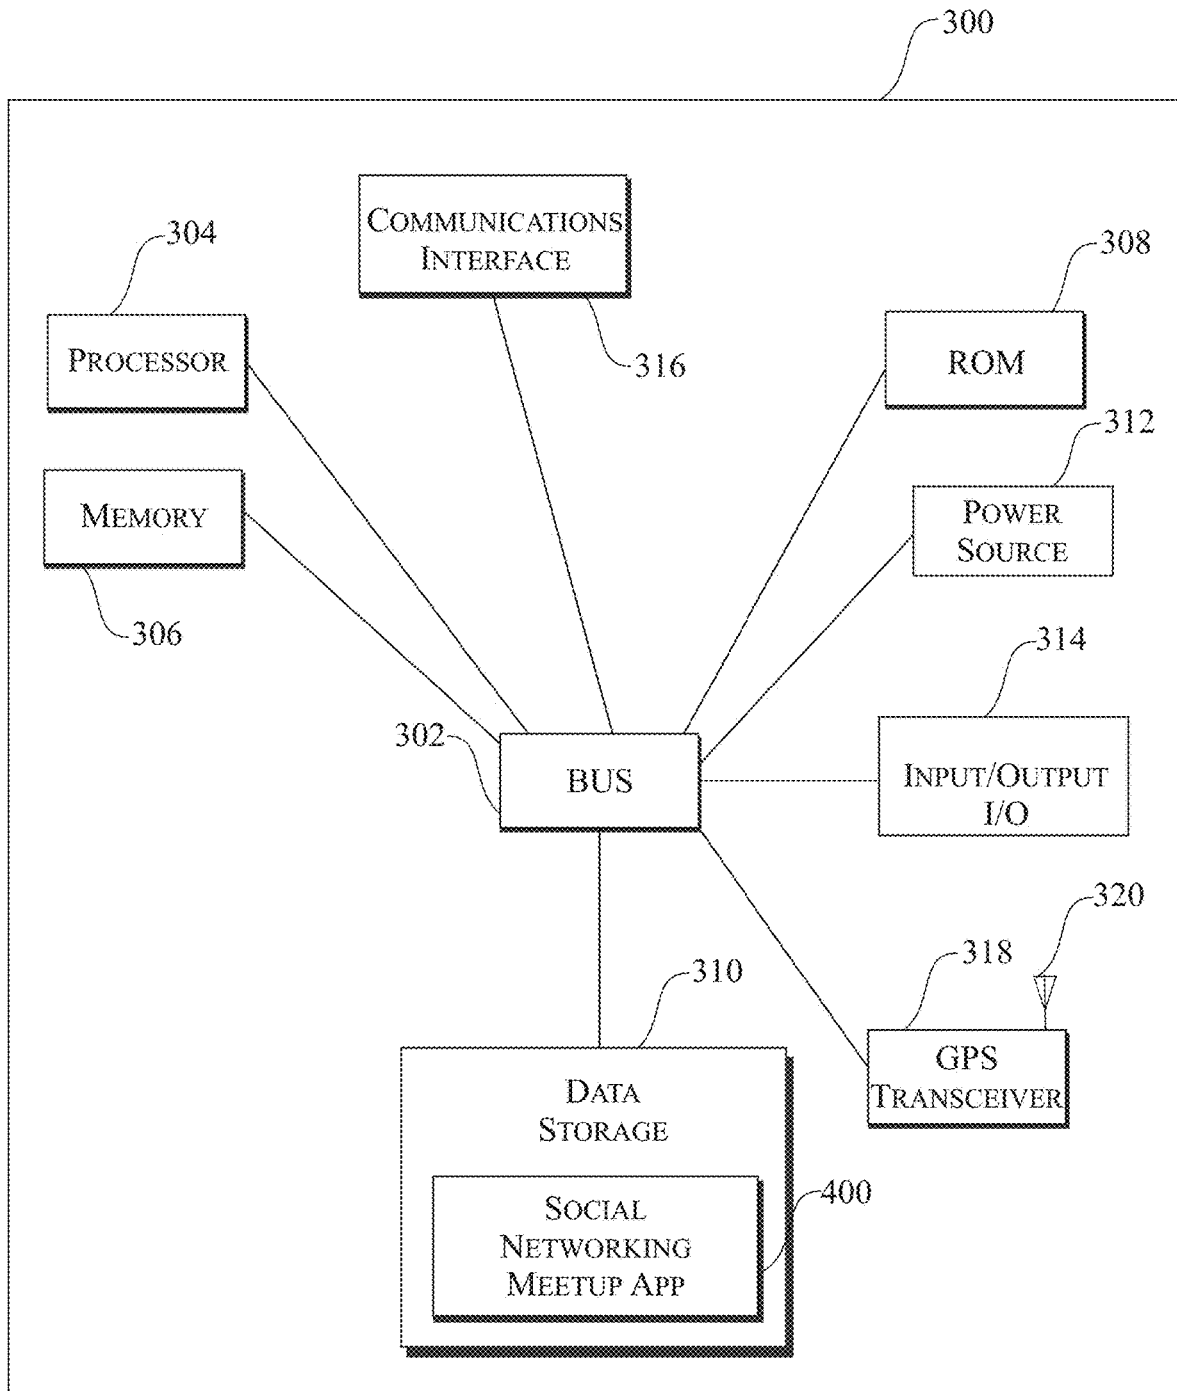 300
COMMUNICATIONS
INTERFACE
304
308
316
PROCESSOR
ROM
312
MEMORY
POWER
SOURCE
306
314
302
BUS
INPUT/OUTPUT
I/O
320
318
310
GPS
TRANSCEIVER
DATA
STORAGE
400
SOCIAL
NETWORKING
MEETUP APP